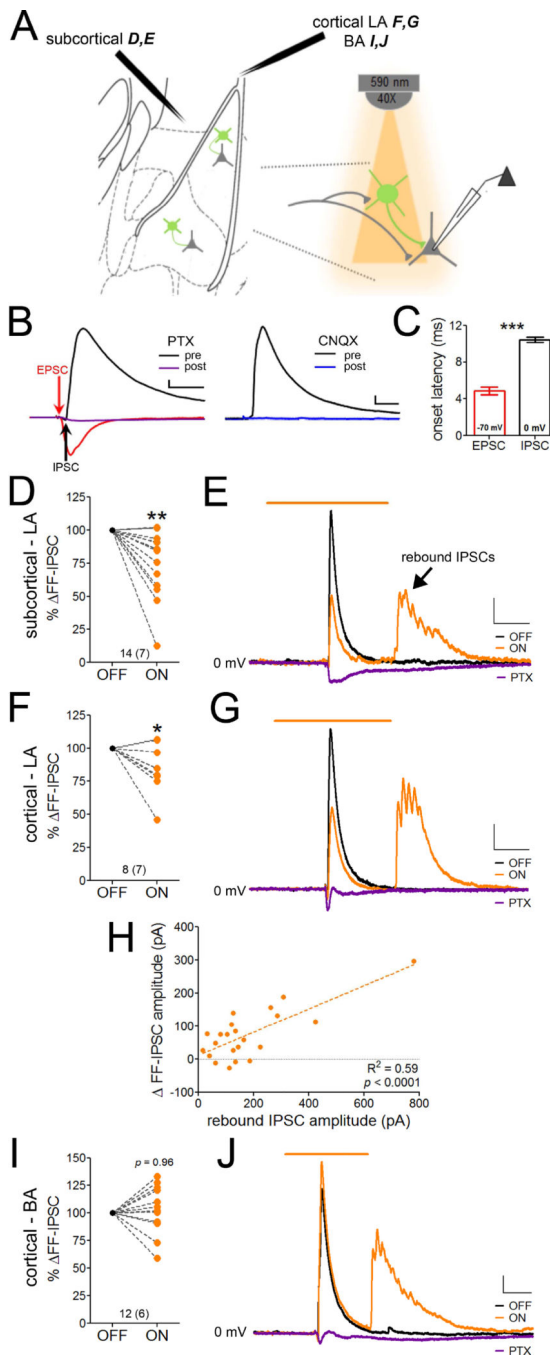 A
subcortical D,E
cortical LA F,G
BA I,J
590 nm
40X
B
PTX
pre
post
EPSC
IPSC
CNQX
pre
post
C
onset latency (ms)
12
8
4
0
***
-70 mV
0 mV
EPSC
IPSC
D
subcortical - LA
% ΔFF-IPSC
125
100
75
50
25
0
**
14 (7)
OFF
ON
E
rebound IPSCs
0 mV
OFF
ON
PTX
F
cortical - LA
% ΔFF-IPSC
125
100
75
50
25
0
*
8 (7)
OFF
ON
G
0 mV
OFF
ON
PTX
H
Δ FF-IPSC amplitude (pA)
400
300
200
100
0
-100
R² = 0.59
p < 0.0001
0
200
400
600
800
rebound IPSC amplitude (pA)
I
cortical - BA
% ΔFF-IPSC
150
125
100
75
50
25
0
p = 0.96
12 (6)
OFF
ON
J
0 mV
OFF
ON
PTX